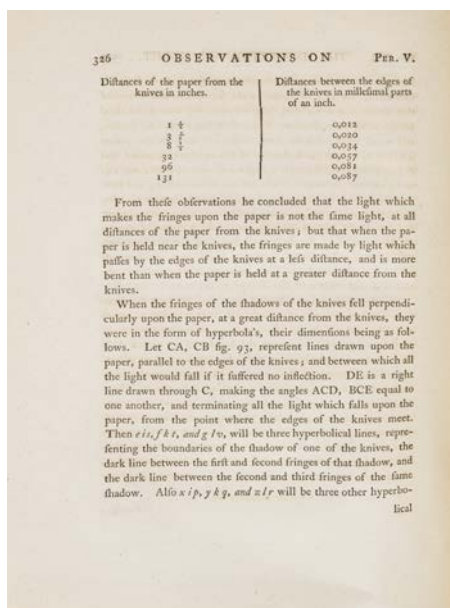 326 OBSERVATIONS ON PER. V.
Diſtances of the paper from the
knives in inches.
Diſtances between the edges of
the knives in milleſimal parts
of an inch.
1 0,012
3 0,020
8 0,034
32 0,057
96 0,081
131 0,087
From theſe obſervations he concluded that the light which
makes the fringes upon the paper is not the ſame light, at all
diſtances of the paper from the knives; but that when the pa-
per is held near the knives, the fringes are made by light which
paſſes by the edges of the knives at a leſs diſtance, and is more
bent than when the paper is held at a greater diſtance from the
knives.
When the fringes of the ſhadows of the knives fell perpendi-
cularly upon the paper, at a great diſtance from the knives, they
were in the form of hyperbola's, their dimenſions being as fol-
lows. Let CA, CB fig. 93, repreſent lines drawn upon the
paper, parallel to the edges of the knives; and between which all
the light would fall if it ſuffered no inflection. DE is a right
line drawn through C, making the angles ACD, BCE equal to
one another, and terminating all the light which falls upon the
paper, from the point where the edges of the knives meet.
Then eis, fkt, and glv, will be three hyperbolical lines, repre-
ſenting the boundaries of the ſhadow of one of the knives, the
dark line between the firſt and ſecond fringes of that ſhadow, and
the dark line between the ſecond and third fringes of the ſame
ſhadow. Alſo xip, ykq, and zlr will be three other hyperbo-
lical